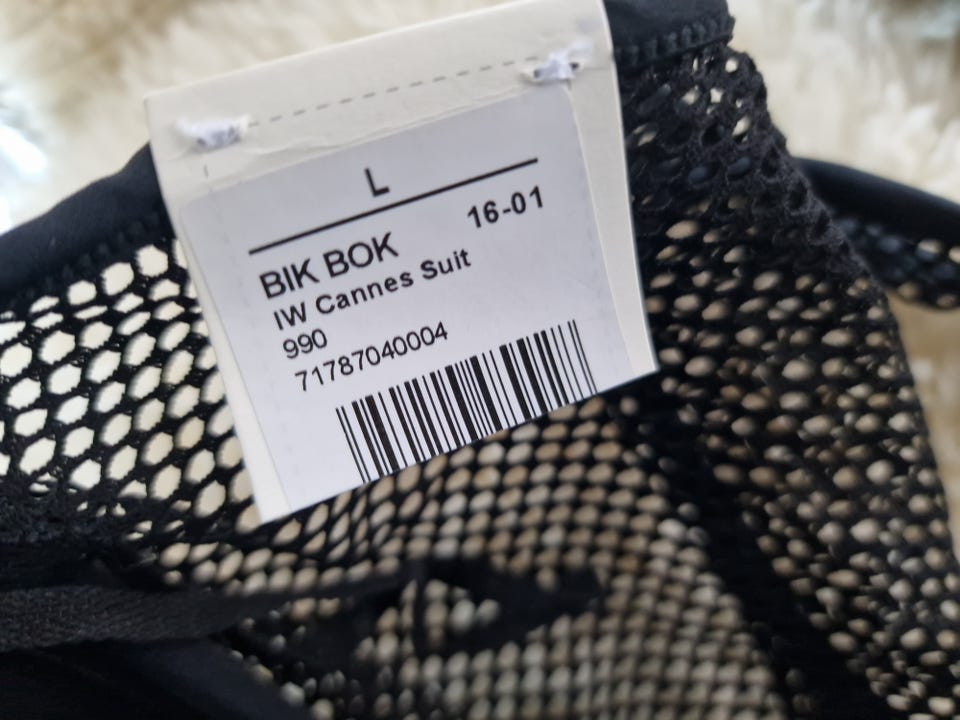 L
16-01
BIK BOK
IW Cannes Suit
990
71787040004